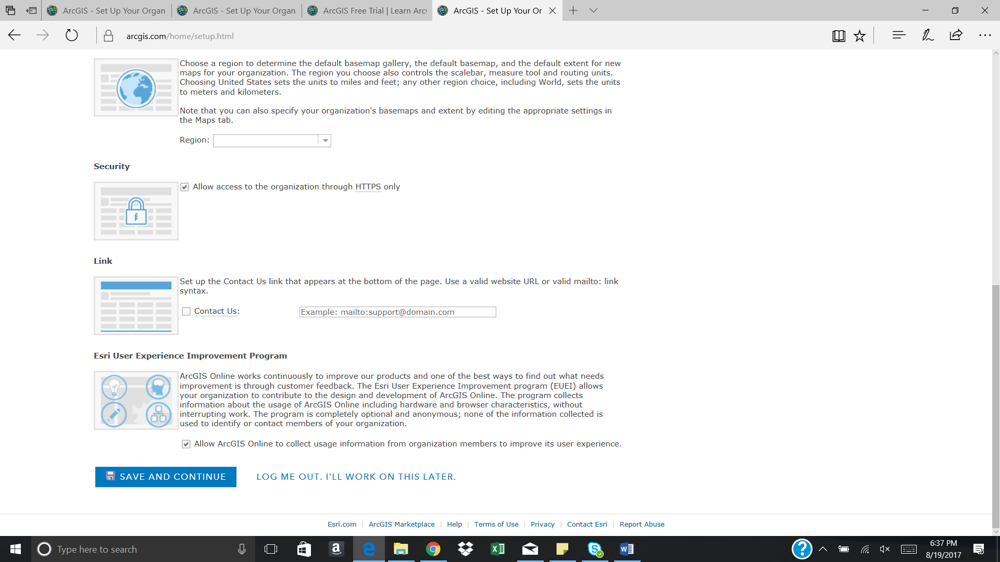 ArcGIS - Set Up Your Organ
ArcGIS - Set Up Your Organ
ArcGIS Free Trial | Learn Arc
ArcGIS - Set Up Your Or
arcgis.com/home/setup.html
Choose a region to determine the default basemap gallery, the default basemap, and the default extent for new
maps for your organization. The region you choose also controls the scalebar, measure tool and routing units.
Choosing United States sets the units to miles and feet; any other region choice, including World, sets the units
to meters and kilometers.
Note that you can also specify your organization's basemaps and extent by editing the appropriate settings in
the Maps tab.
Region:
Security
Allow access to the organization through HTTPS only
Link
Set up the Contact Us link that appears at the bottom of the page. Use a valid website URL or valid mailto: link
syntax.
Contact Us:
Example: mailto:support@domain.com
Esri User Experience Improvement Program
ArcGIS Online works continuously to improve our products and one of the best ways to find out what needs
improvement is through customer feedback. The Esri User Experience Improvement program (EUEI) allows
your organization to contribute to the design and development of ArcGIS Online. The program collects
information about the usage of ArcGIS Online including hardware and browser characteristics, without
interrupting work. The program is completely optional and anonymous; none of the information collected is
used to identify or contact members of your organization.
Allow ArcGIS Online to collect usage information from organization members to improve its user experience.
SAVE AND CONTINUE
LOG ME OUT. I'LL WORK ON THIS LATER.
Esri.com | ArcGIS Marketplace | Help | Terms of Use | Privacy | Contact Esri | Report Abuse
Type here to search
6:37 PM
8/19/2017